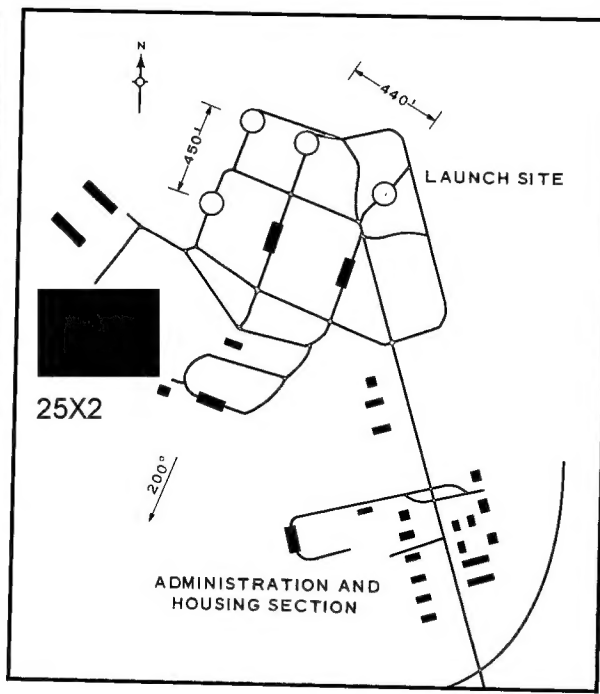 N
440'
450'
LAUNCH SITE
25X2
200°
ADMINISTRATION AND
HOUSING SECTION